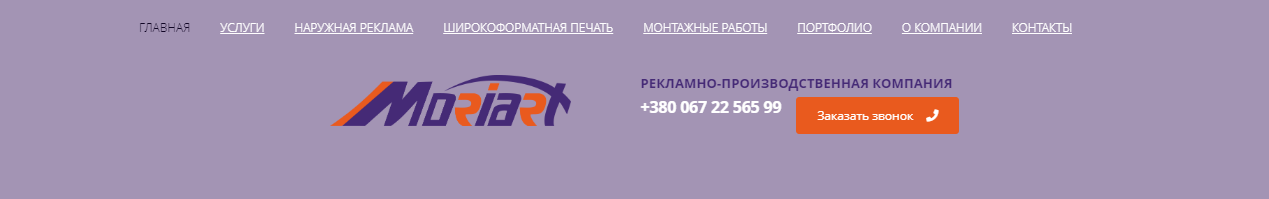 ГЛАВНАЯ УСЛУГИ НАРУЖНАЯ РЕКЛАМА ШИРОКОФОРМАТНАЯ ПЕЧАТЬ МОНТАЖНЫЕ РАБОТЫ ПОРТФОЛИО О КОМПАНИИ КОНТАКТЫ
Moriart
РЕКЛАМНО-ПРОИЗВОДСТВЕННАЯ КОМПАНИЯ
+380 067 22 565 99 Заказать звонок